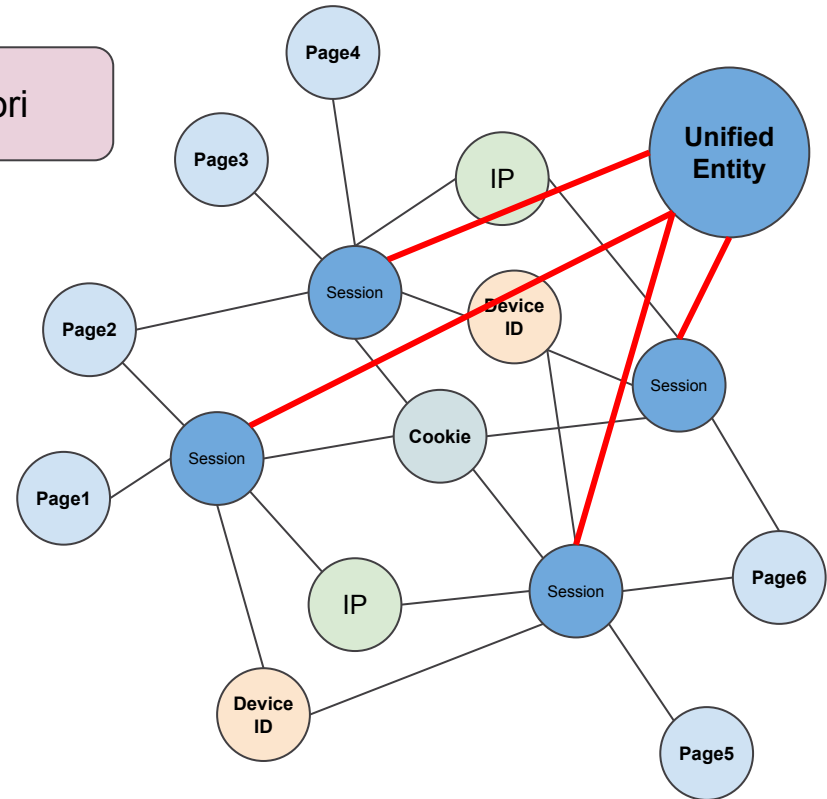 Page4
ori
Unified
Entity
Page3
IP
Session
Device
ID
Page2
Session
Cookie
Session
Page1
IP
Session
Page6
Device
ID
Page5